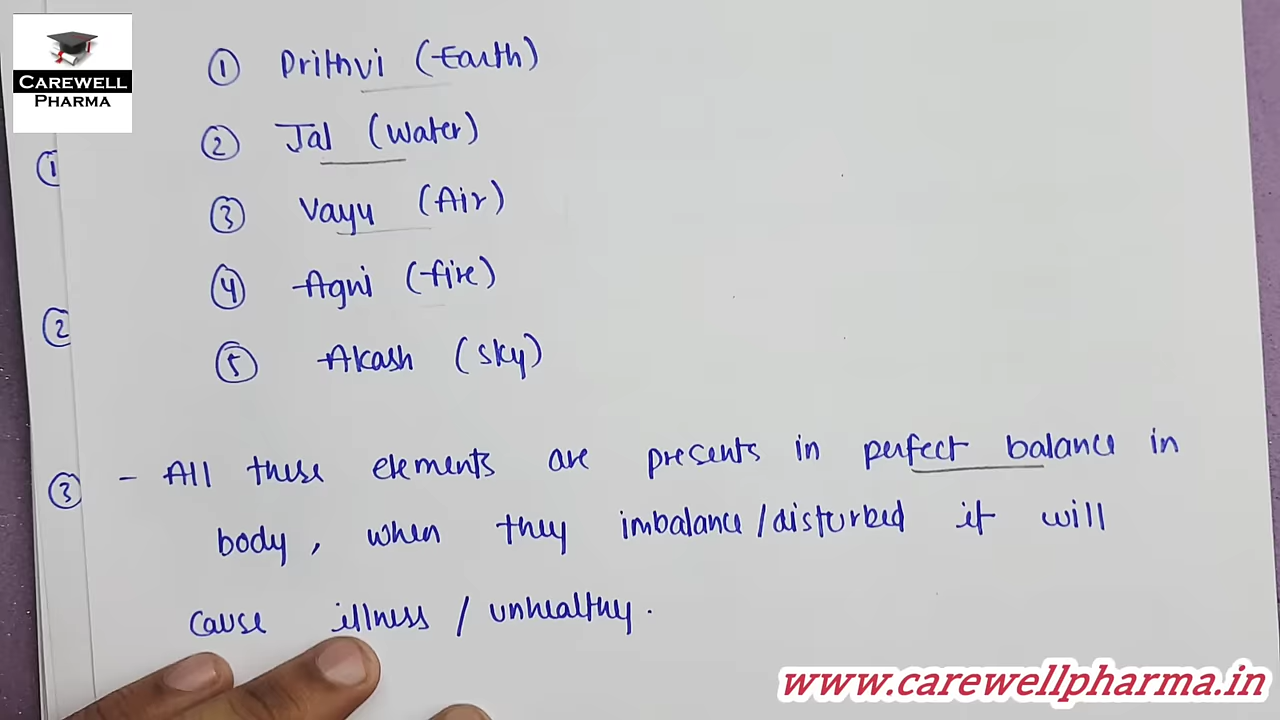 CAREWELL
PHARMA
① Prithvi (Earth)
② Jal (Water)
③ Vayu (Air)
④ Agni (fire)
⑤ Akash (sky)
①
②
③
- All these elements are presents in perfect balance in
body, when they imbalance/disturbed it will
cause illness / unhealthy.
www.carewellpharma.in